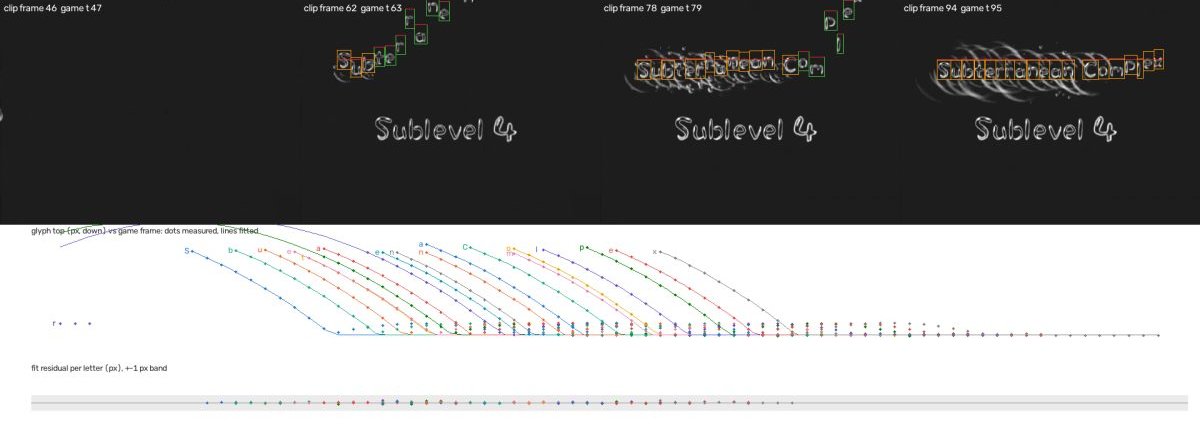 clip frame 46 game t 47
clip frame 62 game t 63
clip frame 78 game t 79
clip frame 94 game t 95
Subterranean Com
Subterranean Complex
Sublevel 4
Sublevel 4
Sublevel 4
glyph top (px, down) vs game frame: dots measured, lines fitted
fit residual per letter (px), +-1 px band